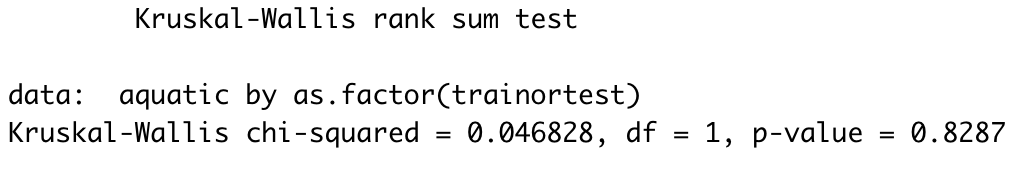 Kruskal-Wallis rank sum test
data:  aquatic by as.factor(trainortest)
Kruskal-Wallis chi-squared = 0.046828, df = 1, p-value = 0.8287